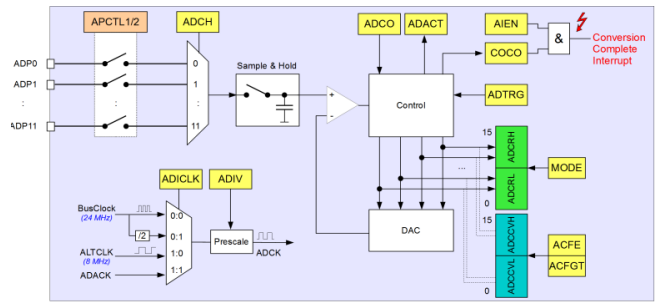 APCTL1/2
ADCH
ADCO
ADACT
AIEN
COCO
&
Conversion
Complete
Interrupt
ADP0
ADP1
:
ADP11
0
1
:
11
Sample & Hold
+
-
Control
ADTRG
15
ADCRH
ADCRL
0
MODE
...
DAC
15
ADCCVH
ADCCVL
0
ACFE
ACFGT
ADICLK
ADIV
BusClock
(24 MHz)
/2
ALTCLK
(8 MHz)
ADACK
0:0
0:1
1:0
1:1
Prescale
ADCK